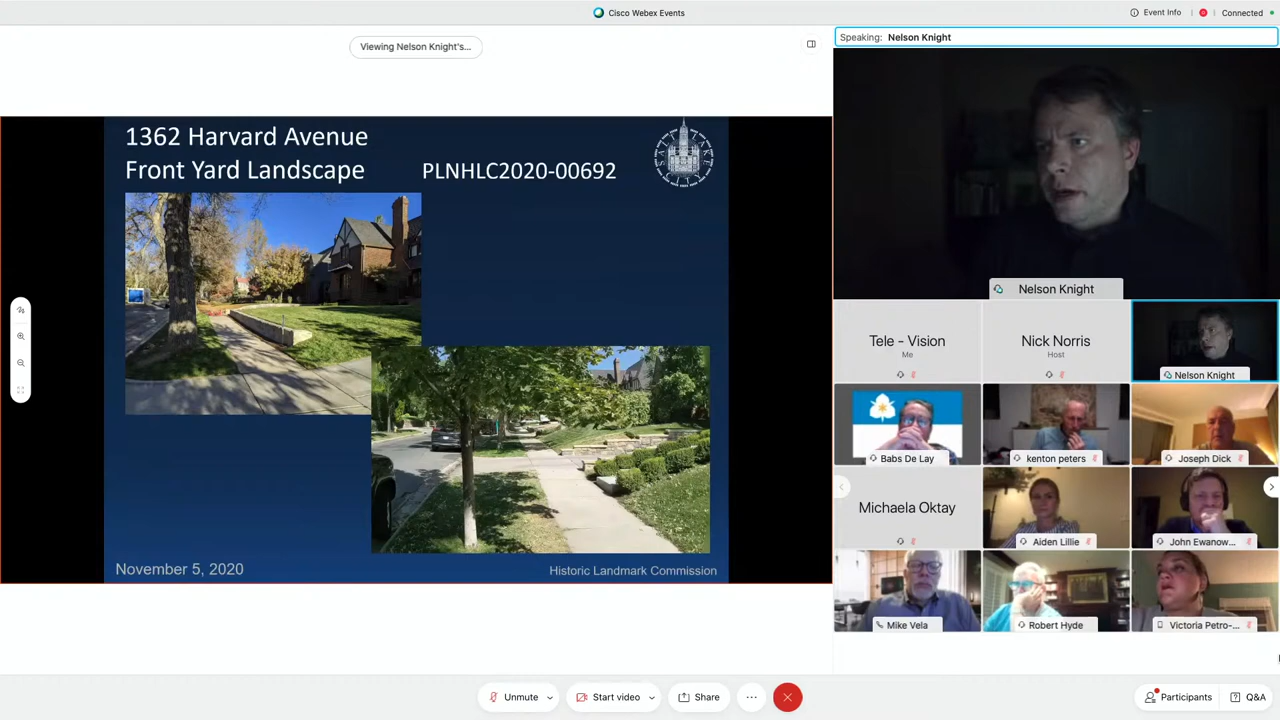 Cisco Webex Events
Event Info
Connected
Viewing Nelson Knight's...
Speaking: Nelson Knight
1362 Harvard Avenue
Front Yard Landscape
PLNHLC2020-00692
November 5, 2020
Historic Landmark Commission
Nelson Knight
Tele - Vision
Me
Nick Norris
Host
Nelson Knight
Babs De Lay
kenton peters
Joseph Dick
Michaela Oktay
Aiden Lillie
John Ewanow...
Mike Vela
Robert Hyde
Victoria Petro-...
Unmute
Start video
Share
Participants
Q&A